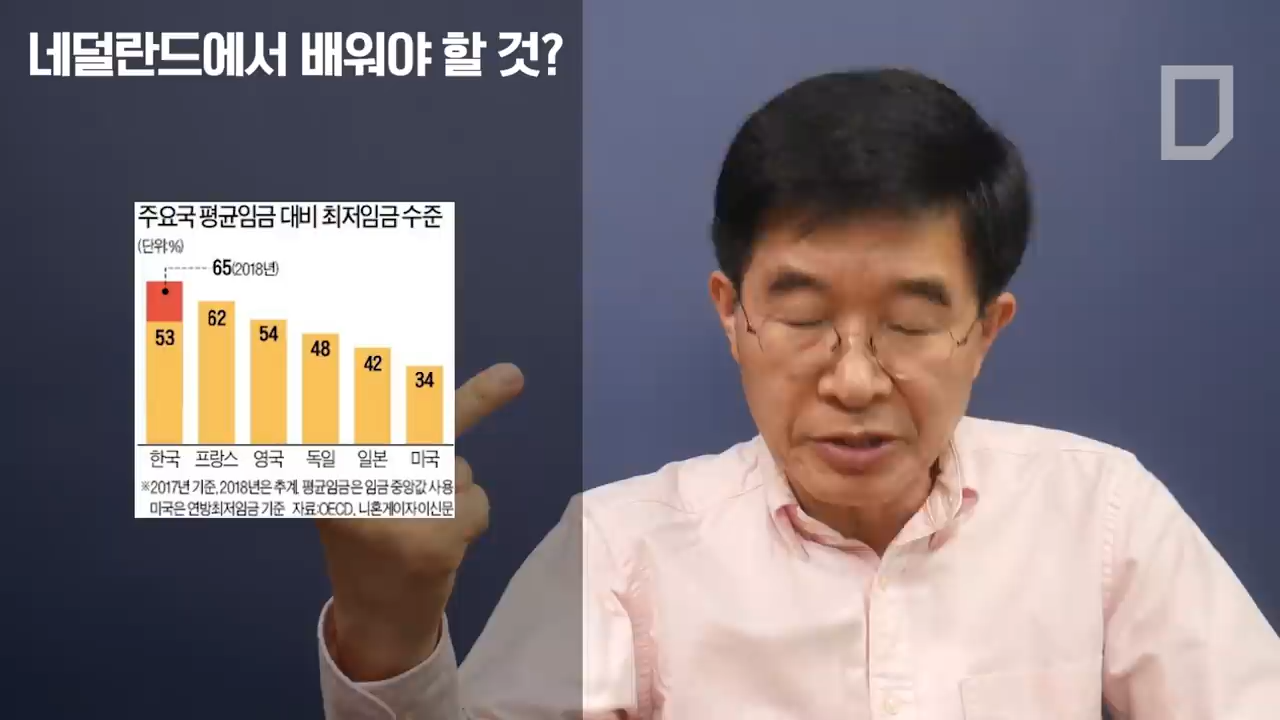 네덜란드에서 배워야 할 것?
주요국 평균임금 대비 최저임금 수준
(단위:%)
65(2018년)
53
62
54
48
42
34
한국 프랑스 영국 독일 일본 미국
※2017년 기준, 2018년은 추계, 평균임금은 임금 중앙값 사용
미국은 연방최저임금 기준 자료:OECD, 니혼게이자이신문